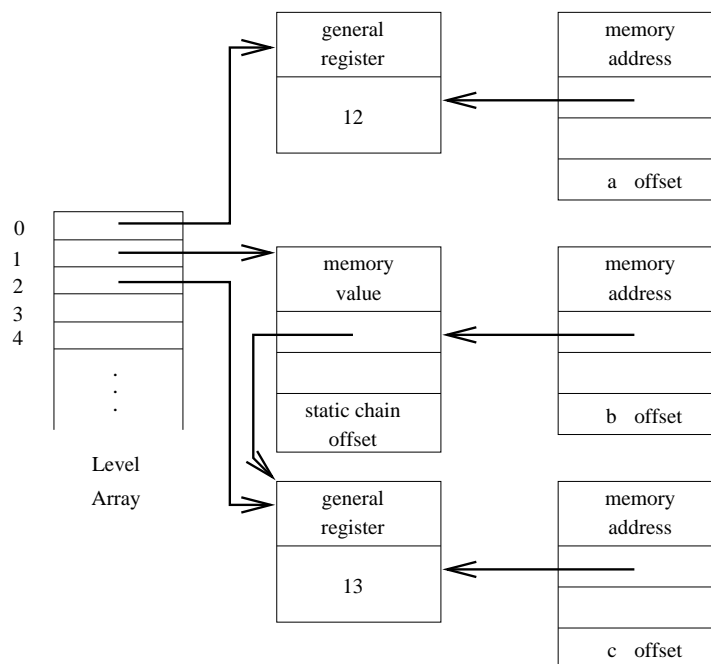 general
register
12
memory
address
a offset
0
1
2
3
4
.
.
.
Level
Array
memory
value
static chain
offset
memory
address
b offset
general
register
13
memory
address
c offset